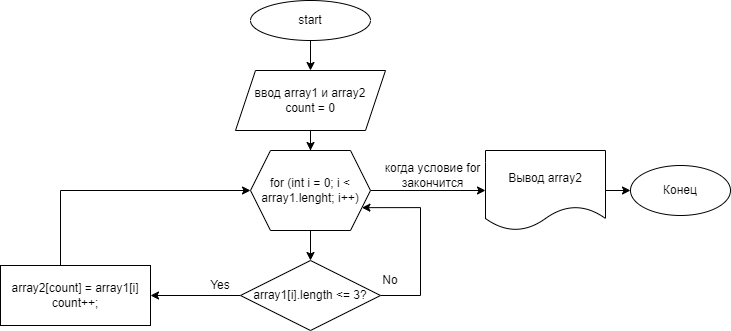 start
ввод array1 и array2
count = 0
for (int i = 0; i <
array1.lenght; i++)
когда условие for
закончится
Вывод array2
Конец
array1[i].length <= 3?
Yes
No
array2[count] = array1[i]
count++;